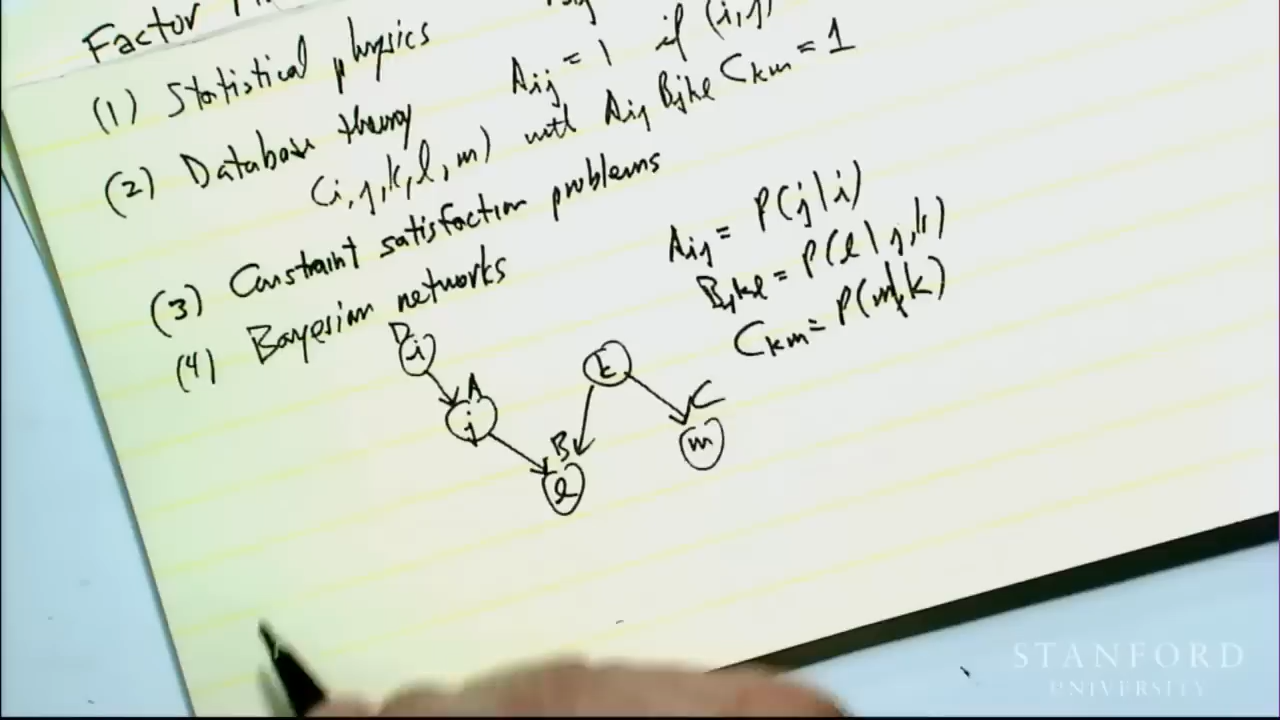 Factor
(1) Statistical physics
Aij = 1 if (i,j)
(2) Database theory
(i,j,k,l,m) with Aij Bjkl Ckm = 1
(3) Constraint satisfaction problems
(4) Bayesian networks
Aij = P(j|i)
Bjkl = P(l|j,k)
Ckm = P(m|k)
D
i
A
j
B
l
k
C
m
STANFORD
UNIVERSITY